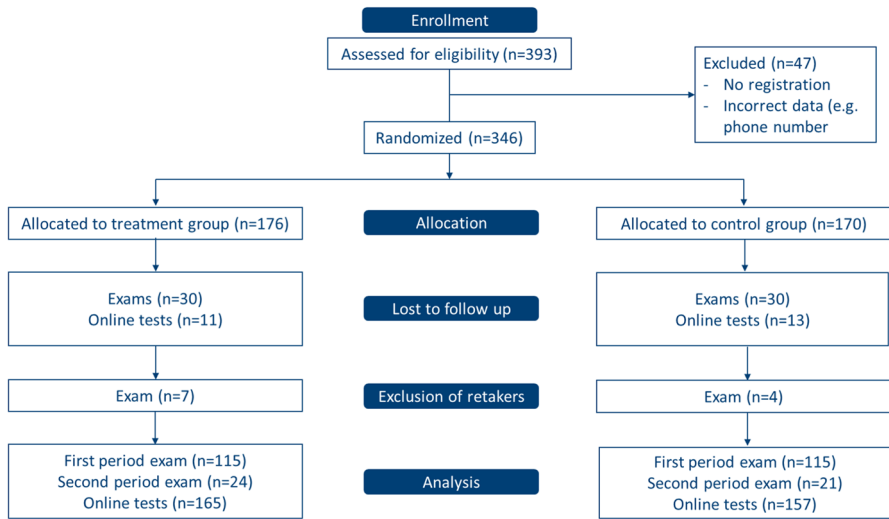 Enrollment
Assessed for eligibility (n=393)
Excluded (n=47)
- No registration
- Incorrect data (e.g.
phone number
Randomized (n=346)
Allocated to treatment group (n=176)
Allocation
Allocated to control group (n=170)
Exams (n=30)
Online tests (n=11)
Lost to follow up
Exams (n=30)
Online tests (n=13)
Exam (n=7)
Exclusion of retakers
Exam (n=4)
First period exam (n=115)
Second period exam (n=24)
Online tests (n=165)
Analysis
First period exam (n=115)
Second period exam (n=21)
Online tests (n=157)